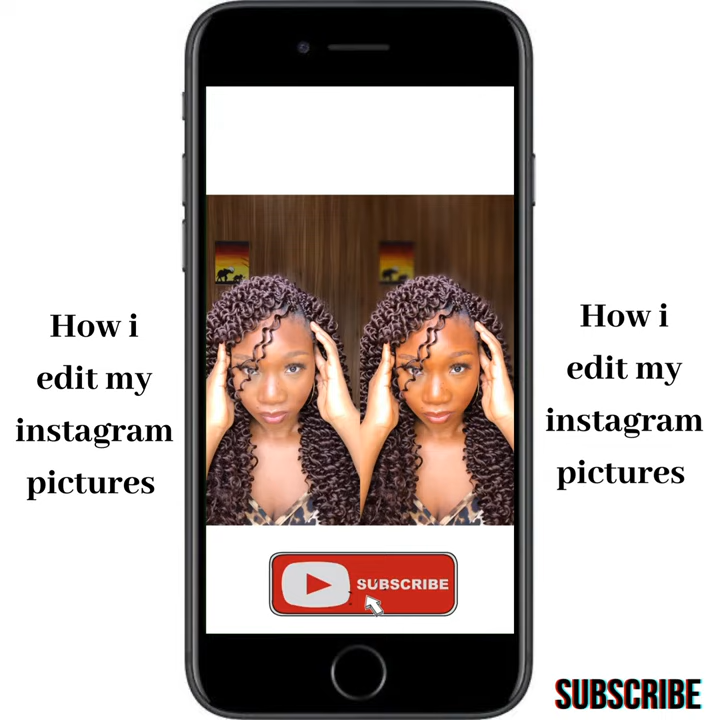 How i
edit my
instagram
pictures
How i
edit my
instagram
pictures
SUBSCRIBE
SUBSCRIBE